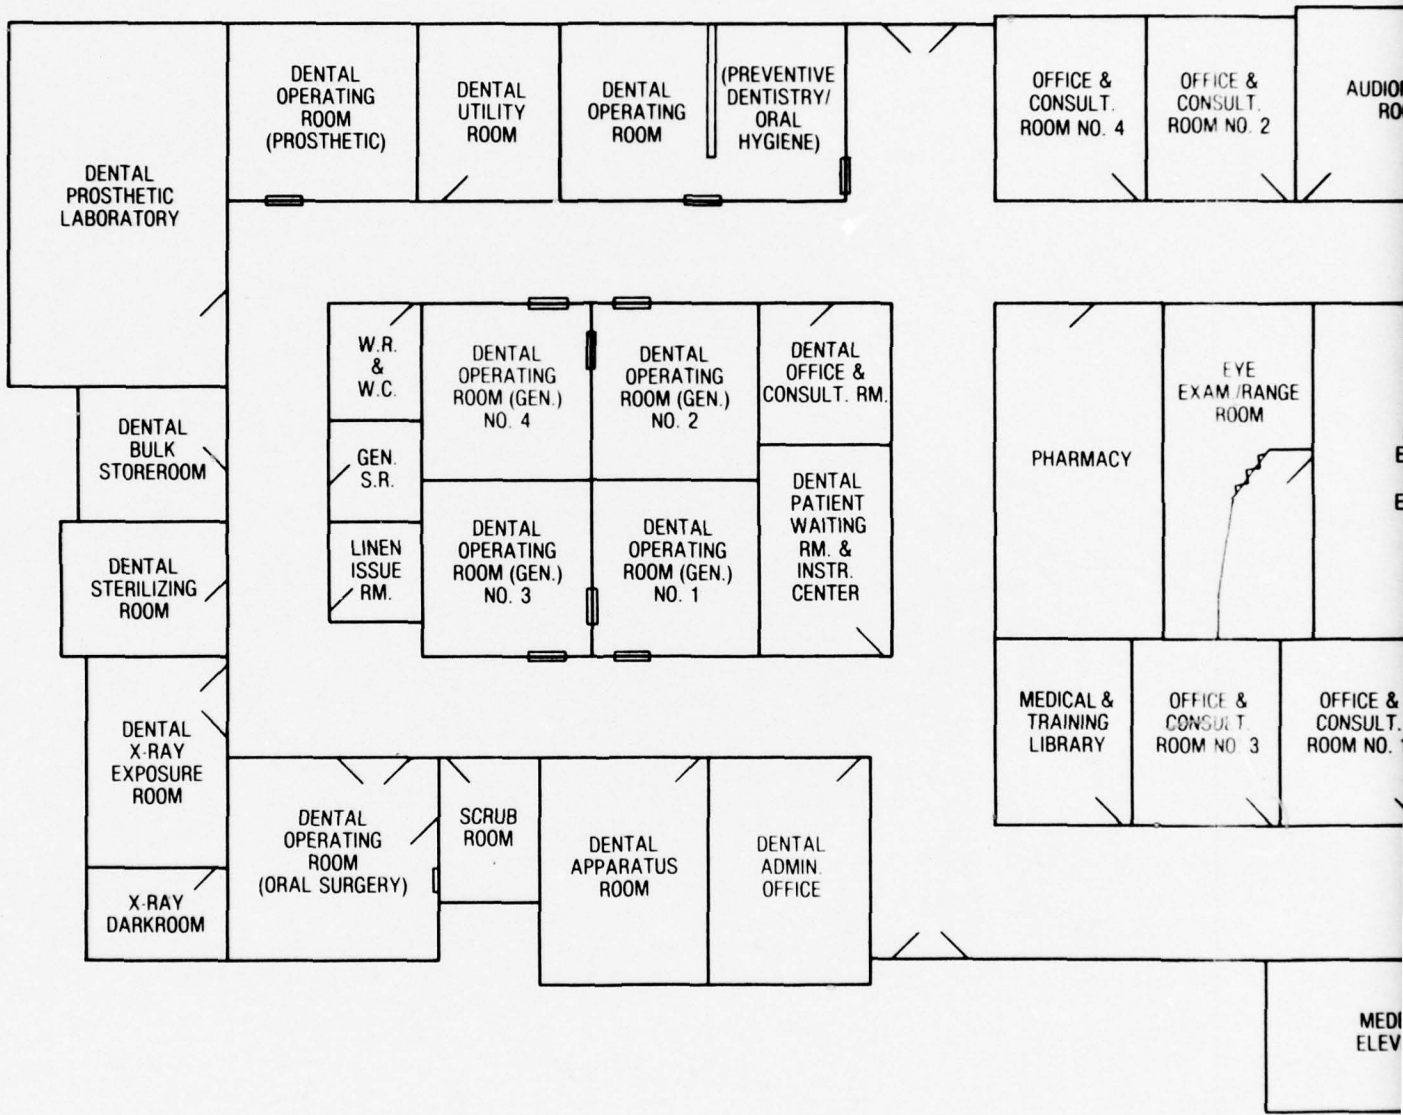 DENTAL
PROSTHETIC
LABORATORY
DENTAL
OPERATING
ROOM
(PROSTHETIC)
DENTAL
UTILITY
ROOM
DENTAL
OPERATING
ROOM
(PREVENTIVE
DENTISTRY/
ORAL
HYGIENE)
OFFICE &
CONSULT.
ROOM NO. 4
OFFICE &
CONSULT.
ROOM NO. 2
W.R.
&
W.C.
DENTAL
OPERATING
ROOM (GEN.)
NO. 4
DENTAL
OPERATING
ROOM (GEN.)
NO. 2
DENTAL
OFFICE &
CONSULT. RM.
PHARMACY
EYE
EXAM./RANGE
ROOM
DENTAL
BULK
STOREROOM
GEN.
S.R.
LINEN
ISSUE
RM.
DENTAL
OPERATING
ROOM (GEN.)
NO. 3
DENTAL
OPERATING
ROOM (GEN.)
NO. 1
DENTAL
PATIENT
WAITING
RM. &
INSTR.
CENTER
DENTAL
STERILIZING
ROOM
DENTAL
X-RAY
EXPOSURE
ROOM
MEDICAL &
TRAINING
LIBRARY
OFFICE &
CONSULT.
ROOM NO. 3
OFFICE &
CONSULT.
ROOM NO.
X-RAY
DARKROOM
DENTAL
OPERATING
ROOM
(ORAL SURGERY)
SCRUB
ROOM
DENTAL
APPARATUS
ROOM
DENTAL
ADMIN.
OFFICE